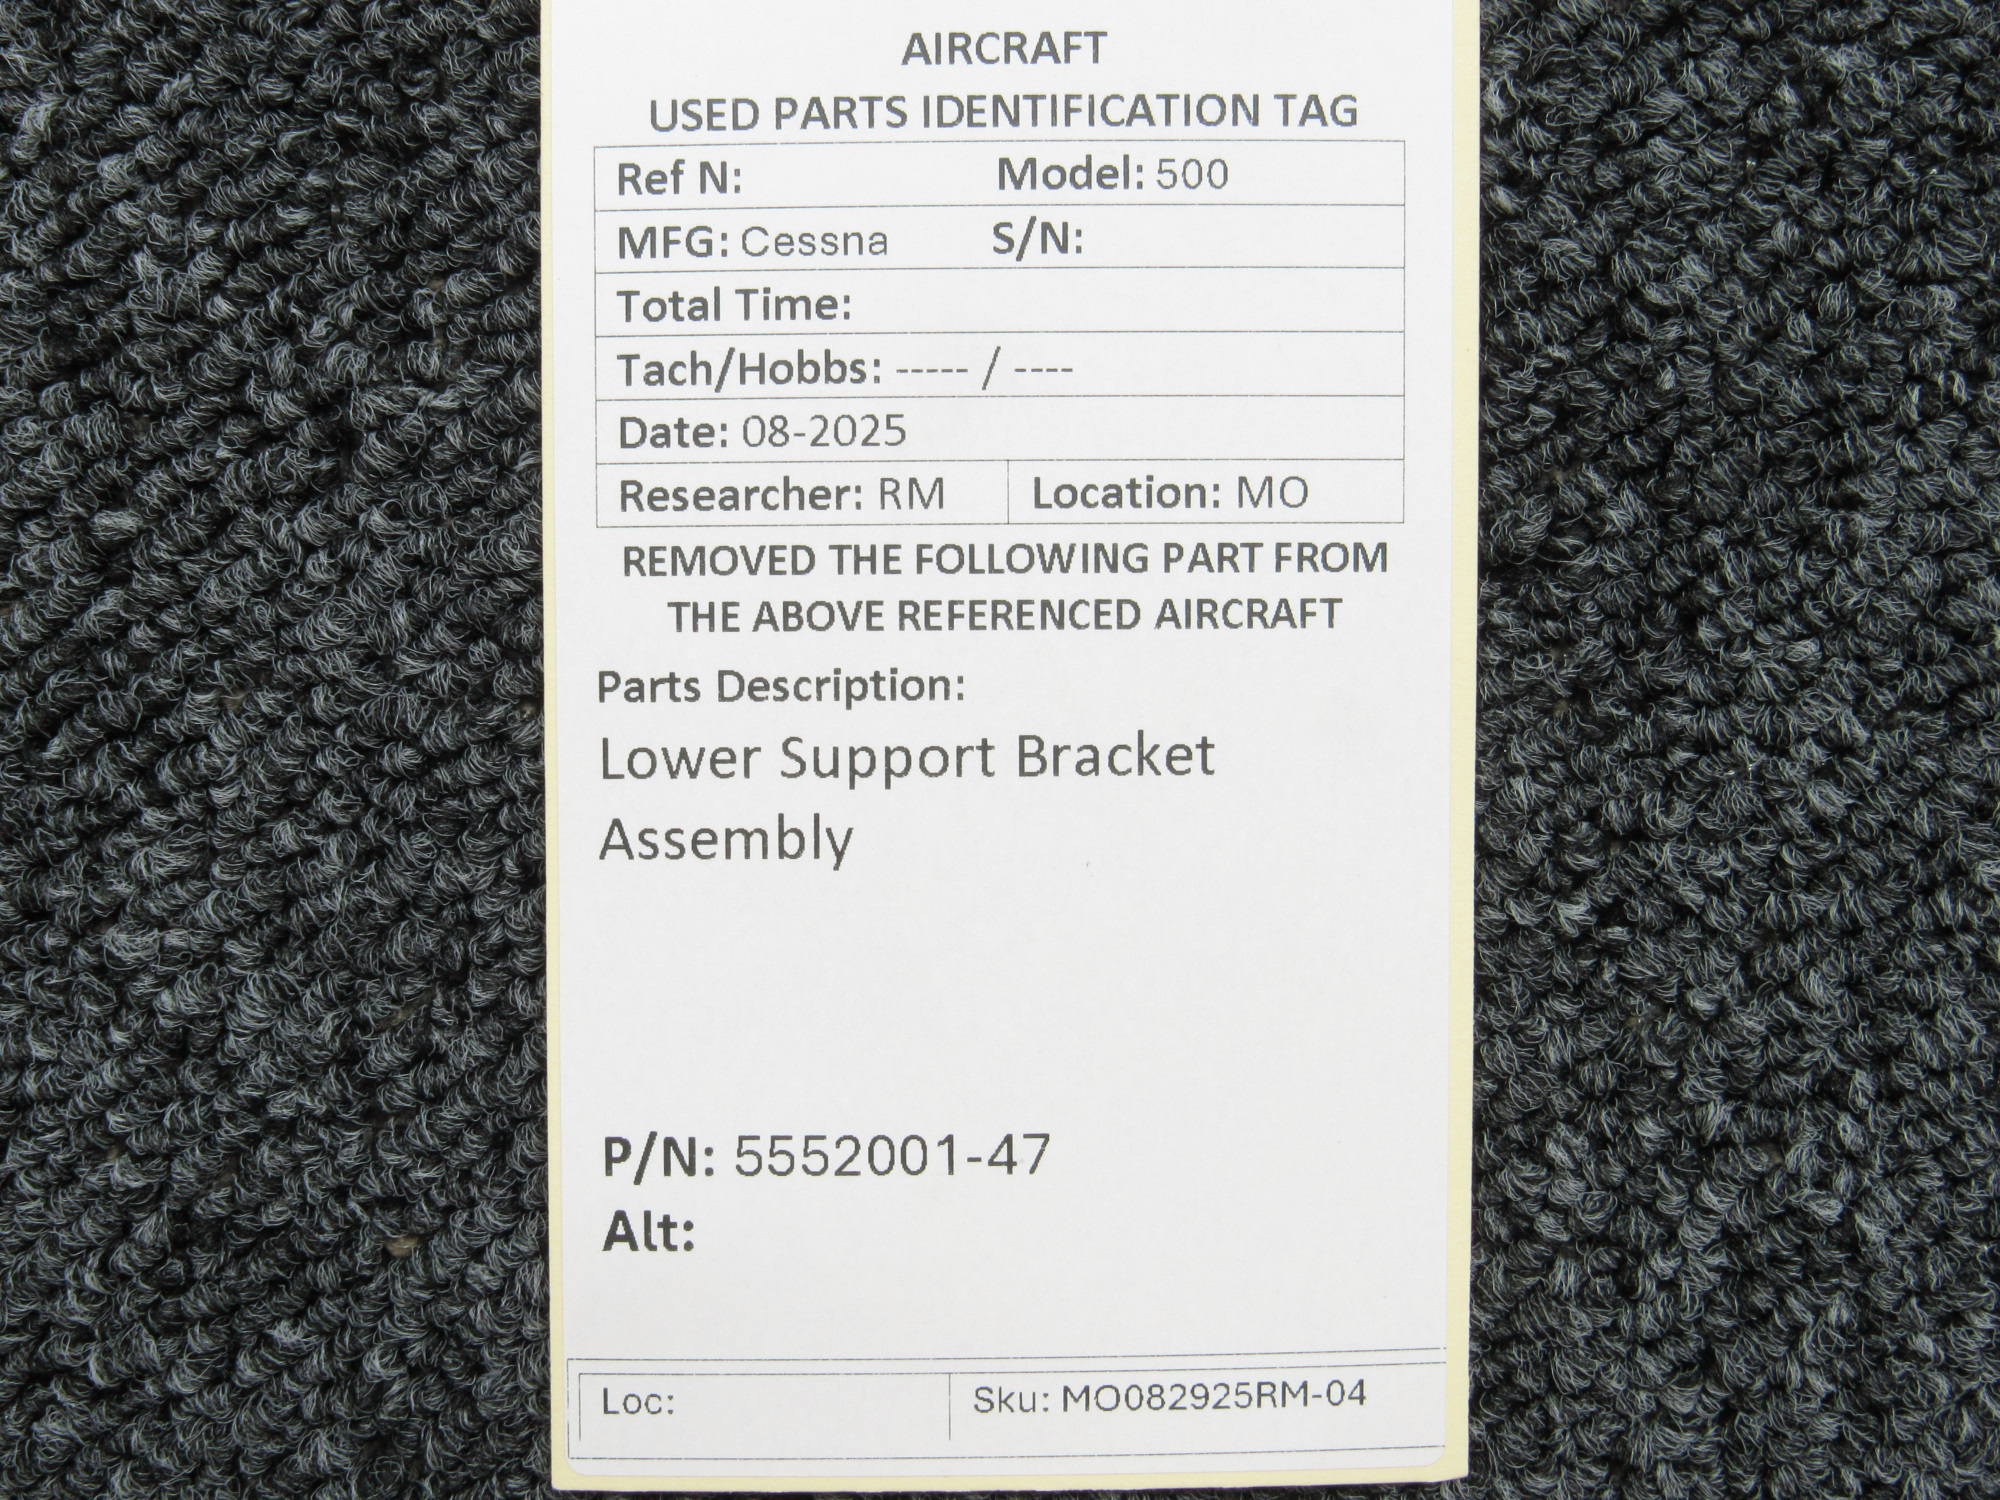 AIRCRAFT
USED PARTS IDENTIFICATION TAG
Ref N: Model: 500
MFG: Cessna S/N:
Total Time:
Tach/Hobbs: ----- / ----
Date: 08-2025
Researcher: RM Location: MO
REMOVED THE FOLLOWING PART FROM
THE ABOVE REFERENCED AIRCRAFT
Parts Description:
Lower Support Bracket
Assembly
P/N: 5552001-47
Alt:
Loc: Sku: MO082925RM-04